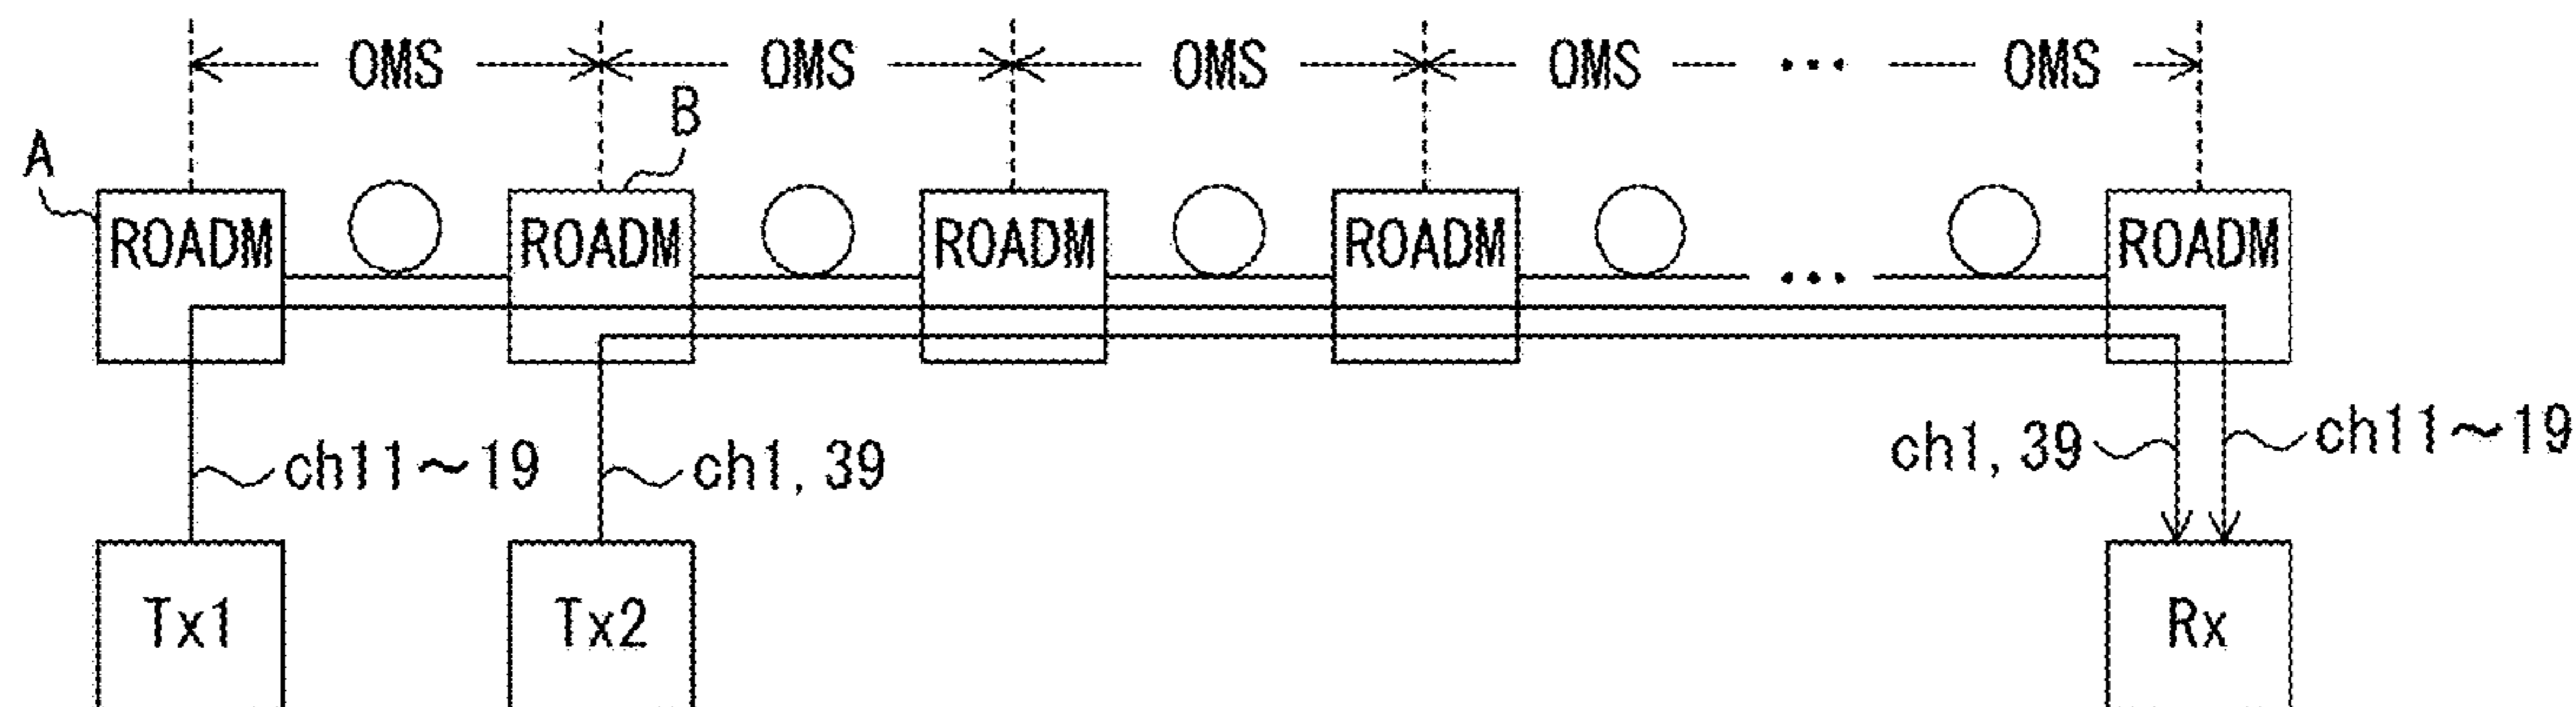 OMS OMS OMS OMS ... OMS
A B
ROADM ROADM ROADM ROADM ... ROADM
ch11~19 ch1, 39 ch1, 39 ch11~19
Tx1 Tx2 Rx